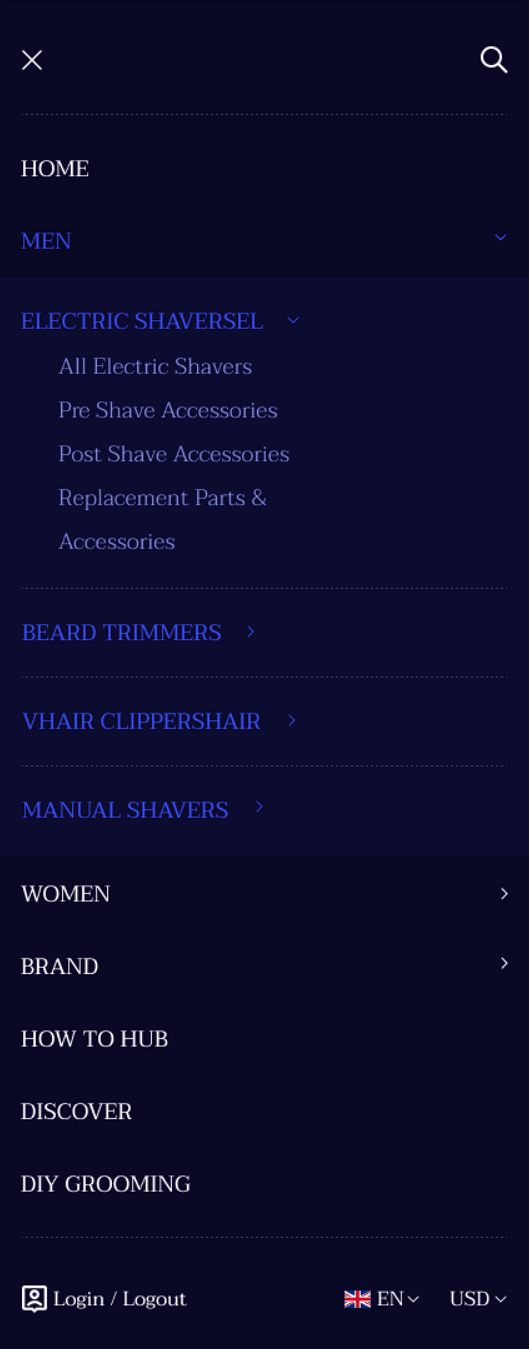 HOME
MEN
ELECTRIC SHAVERSEL
All Electric Shavers
Pre Shave Accessories
Post Shave Accessories
Replacement Parts &
Accessories
BEARD TRIMMERS
VHAIR CLIPPERSHAIR
MANUAL SHAVERS
WOMEN
BRAND
HOW TO HUB
DISCOVER
DIY GROOMING
Login / Logout EN USD